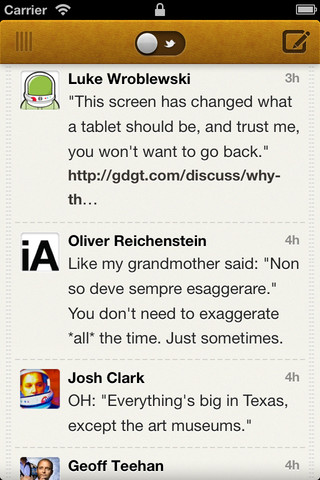 Carrier
Luke Wroblewski 3h
"This screen has changed what
a tablet should be, and trust me,
you won't want to go back."
http://gdgt.com/discuss/why-
th…
iA
Oliver Reichenstein 4h
Like my grandmother said: "Non
so deve sempre esaggerare."
You don't need to exaggerate
*all* the time. Just sometimes.
Josh Clark 4h
OH: "Everything's big in Texas,
except the art museums."
Geoff Teehan 4h